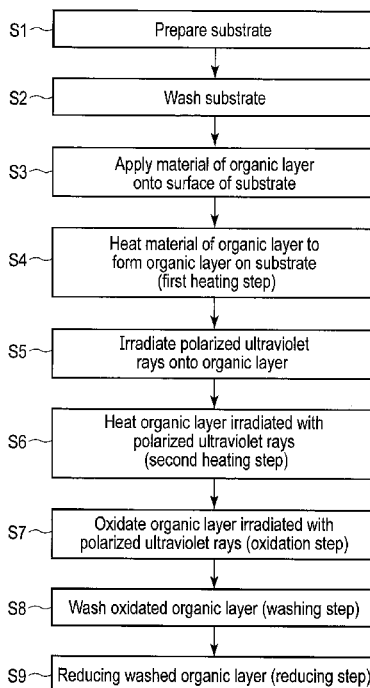 S1 Prepare substrate
S2 Wash substrate
S3 Apply material of organic layer
onto surface of substrate
S4 Heat material of organic layer to
form organic layer on substrate
(first heating step)
S5 Irradiate polarized ultraviolet
rays onto organic layer
S6 Heat organic layer irradiated with
polarized ultraviolet rays
(second heating step)
S7 Oxidate organic layer irradiated with
polarized ultraviolet rays (oxidation step)
S8 Wash oxidated organic layer (washing step)
S9 Reducing washed organic layer (reducing step)